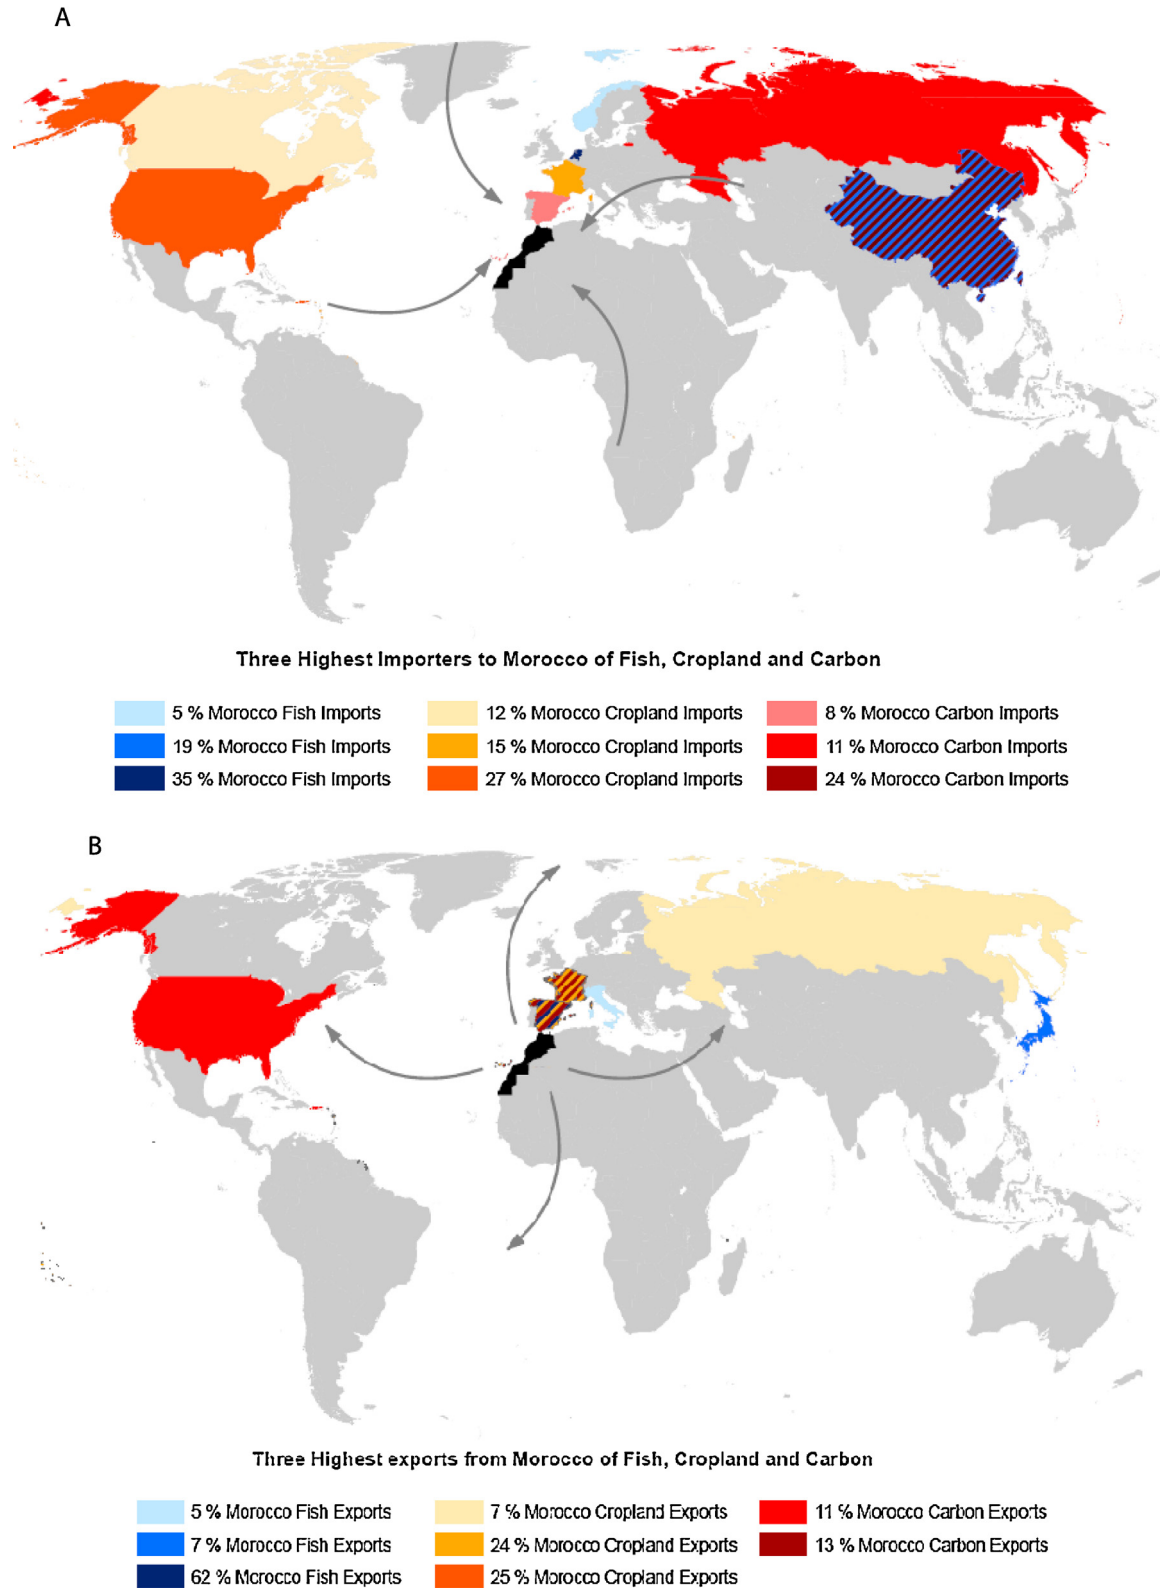 A
Three Highest Importers to Morocco of Fish, Cropland and Carbon
5 % Morocco Fish Imports 12 % Morocco Cropland Imports 8 % Morocco Carbon Imports
19 % Morocco Fish Imports 15 % Morocco Cropland Imports 11 % Morocco Carbon Imports
35 % Morocco Fish Imports 27 % Morocco Cropland Imports 24 % Morocco Carbon Imports
B
Three Highest exports from Morocco of Fish, Cropland and Carbon
5 % Morocco Fish Exports 7 % Morocco Cropland Exports 11 % Morocco Carbon Exports
7 % Morocco Fish Exports 24 % Morocco Cropland Exports 13 % Morocco Carbon Exports
62 % Morocco Fish Exports 25 % Morocco Cropland Exports